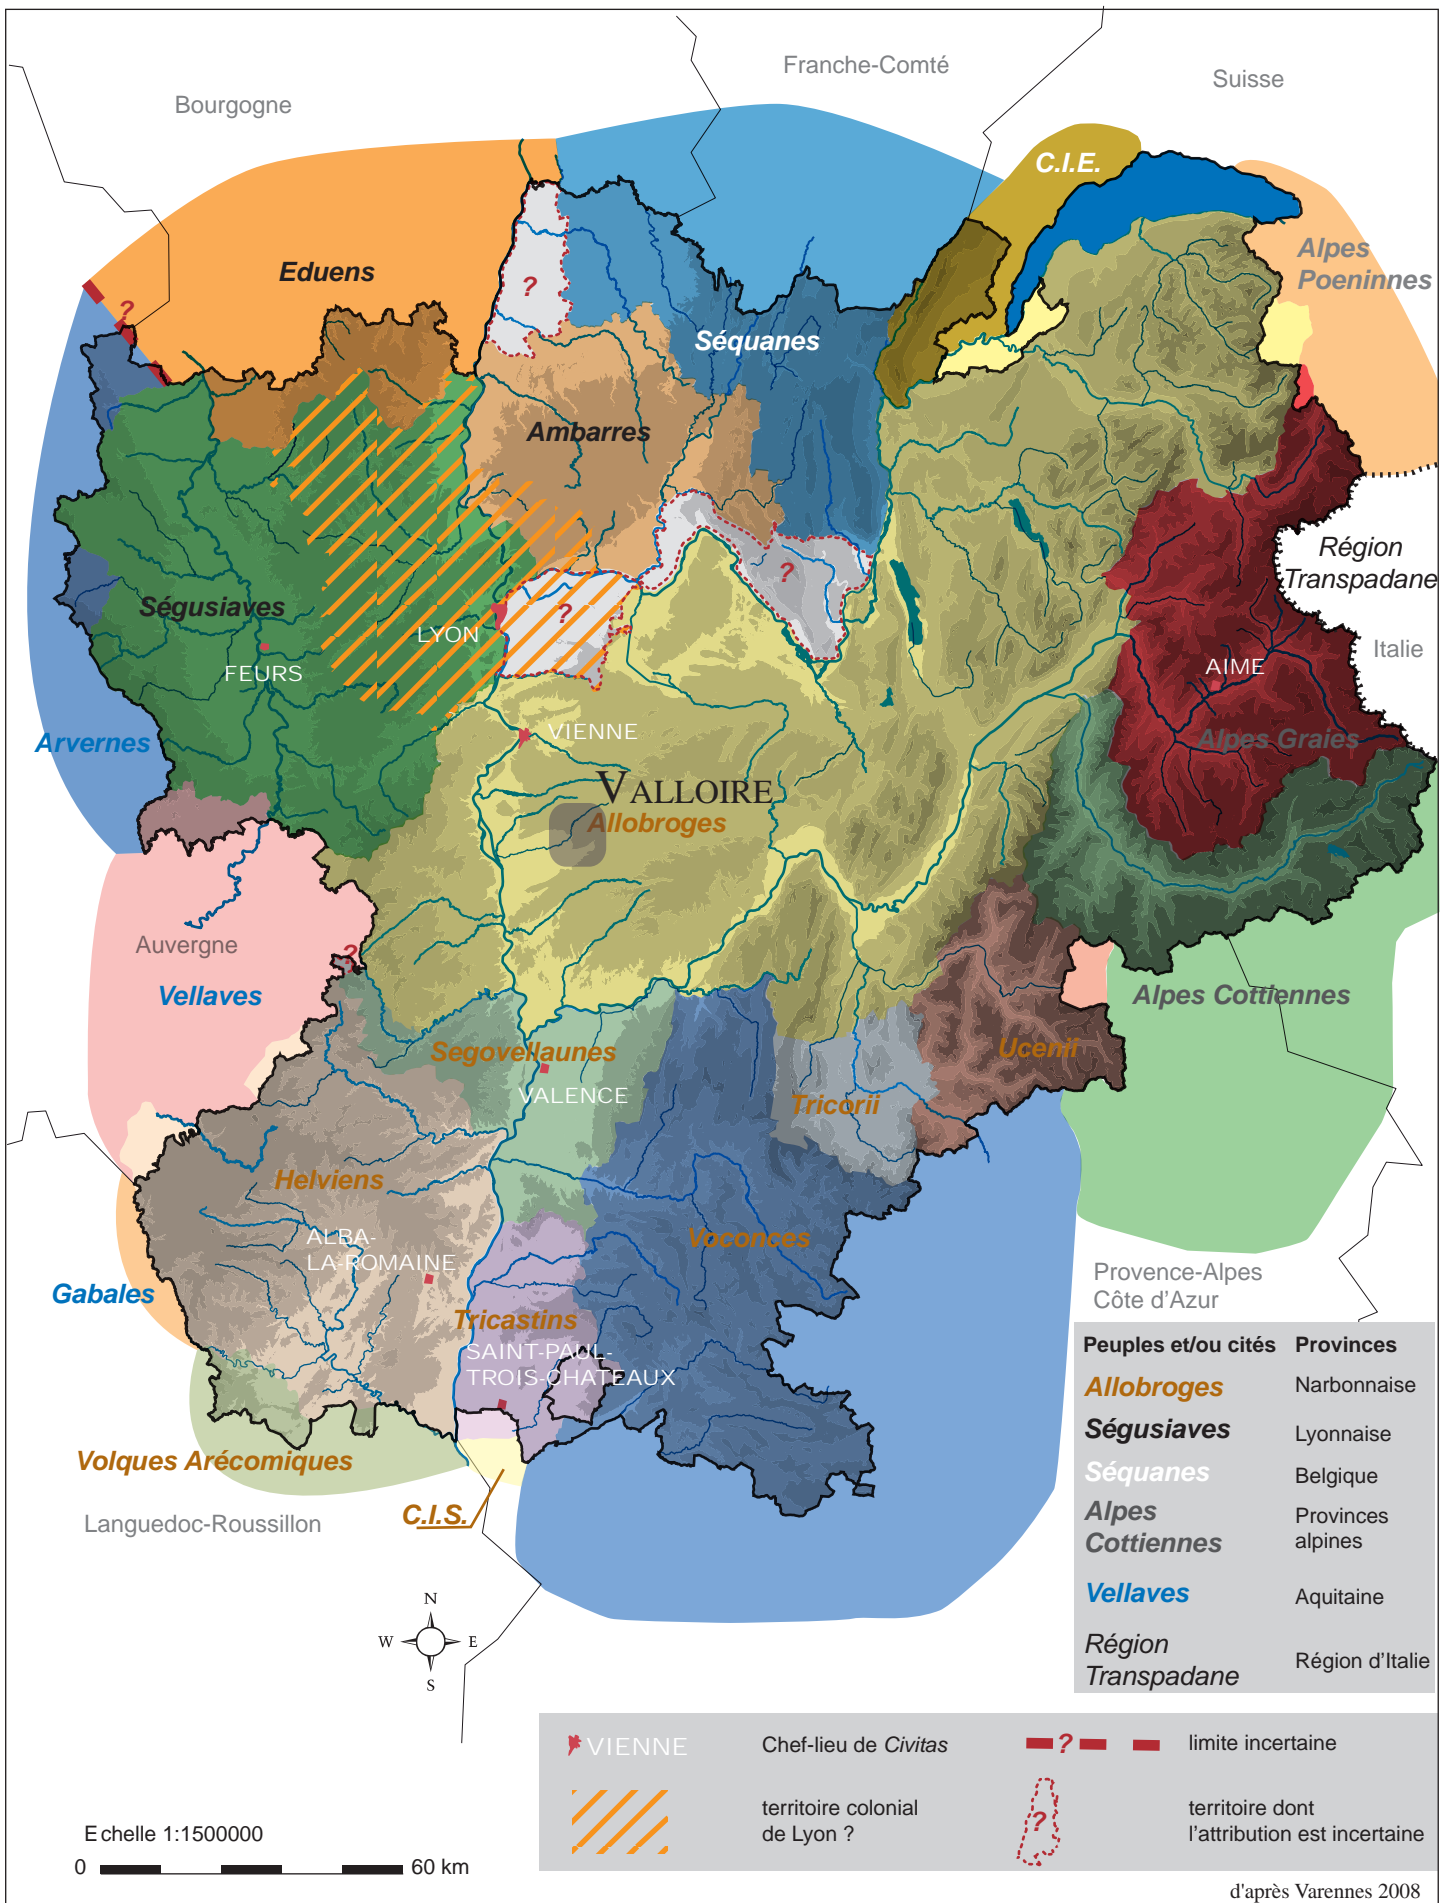 Franche-Comté
Suisse
Bourgogne
C.I.E.
Alpes
Poeninnes
Eduens
?
?
Séquanes
Ambarres
Région
Transpadane
?
Ségusiaves
?
LYON
Italie
FEURS
AIME
Arvernes
VIENNE
Alpes Graies
VALLOIRE
Allobroges
Auvergne
?
Vellaves
Alpes Cottiennes
Segovellaunes
Ucenii
VALENCE
Tricorii
Helviens
ALBA-
LA-ROMAINE
Voconces
Gabales
Tricastins
SAINT-PAUL-
TROIS-CHATEAUX
Provence-Alpes
Côte d'Azur
Volques Arécomiques
C.I.S.
Languedoc-Roussillon
Peuples et/ou cités Provinces
Allobroges Narbonnaise
Ségusiaves Lyonnaise
Séquanes Belgique
Alpes
Cottiennes
Provinces
alpines
Vellaves Aquitaine
Région
Transpadane
Région d'Italie
N
W E
S
VIENNE Chef-lieu de Civitas
? limite incertaine
territoire colonial
de Lyon ?
?
territoire dont
l'attribution est incertaine
Echelle 1:1500000
0 60 km
d'après Varennes 2008